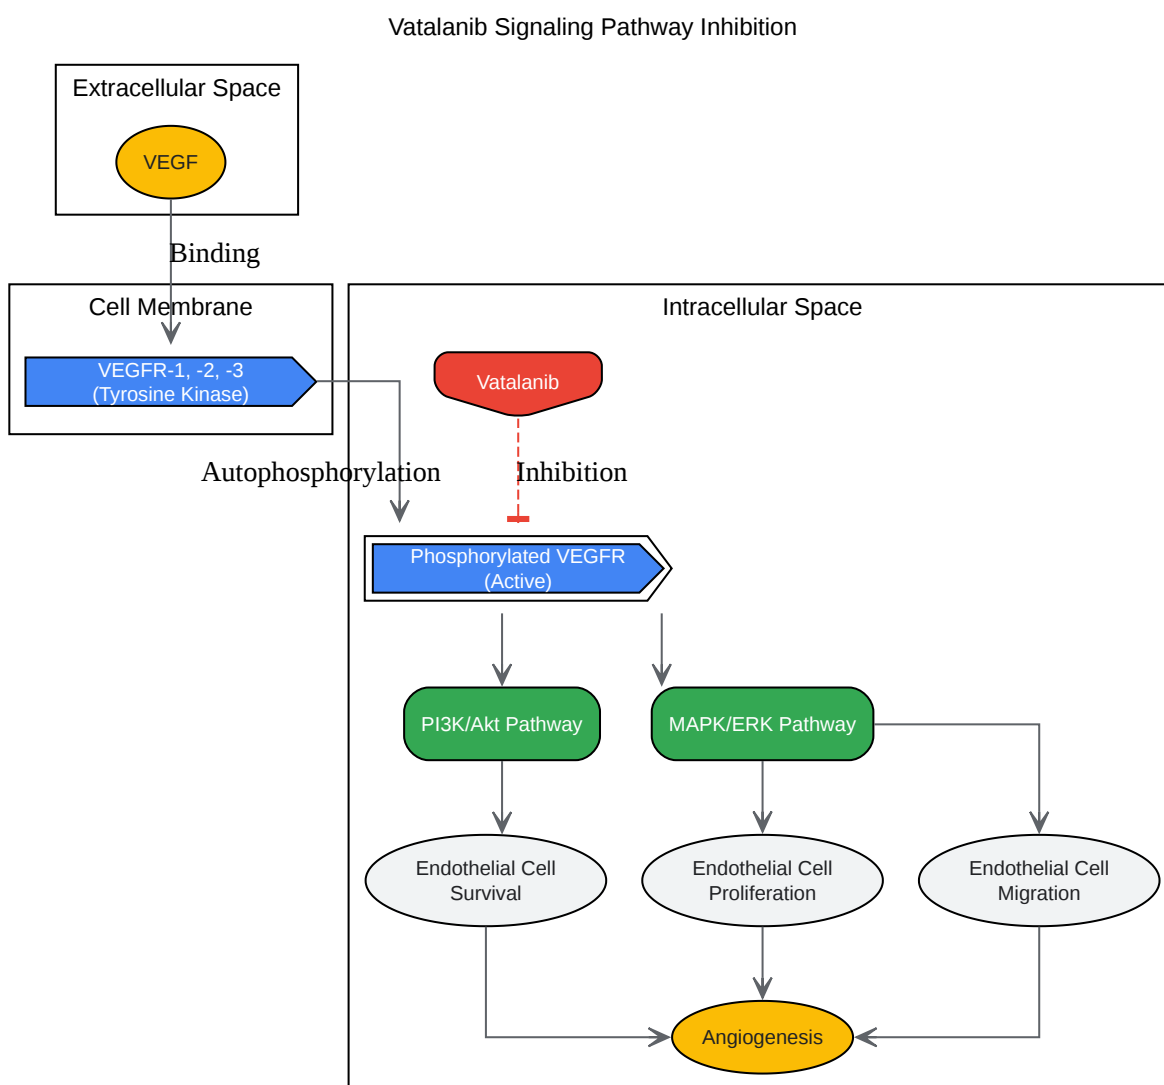 Vatalanib Signaling Pathway Inhibition
Extracellular Space
VEGF
Binding
Cell Membrane
VEGFR-1, -2, -3
(Tyrosine Kinase)
Intracellular Space
Vatalanib
Autophosphorylation
Inhibition
Phosphorylated VEGFR
(Active)
PI3K/Akt Pathway
MAPK/ERK Pathway
Endothelial Cell
Survival
Endothelial Cell
Proliferation
Endothelial Cell
Migration
Angiogenesis